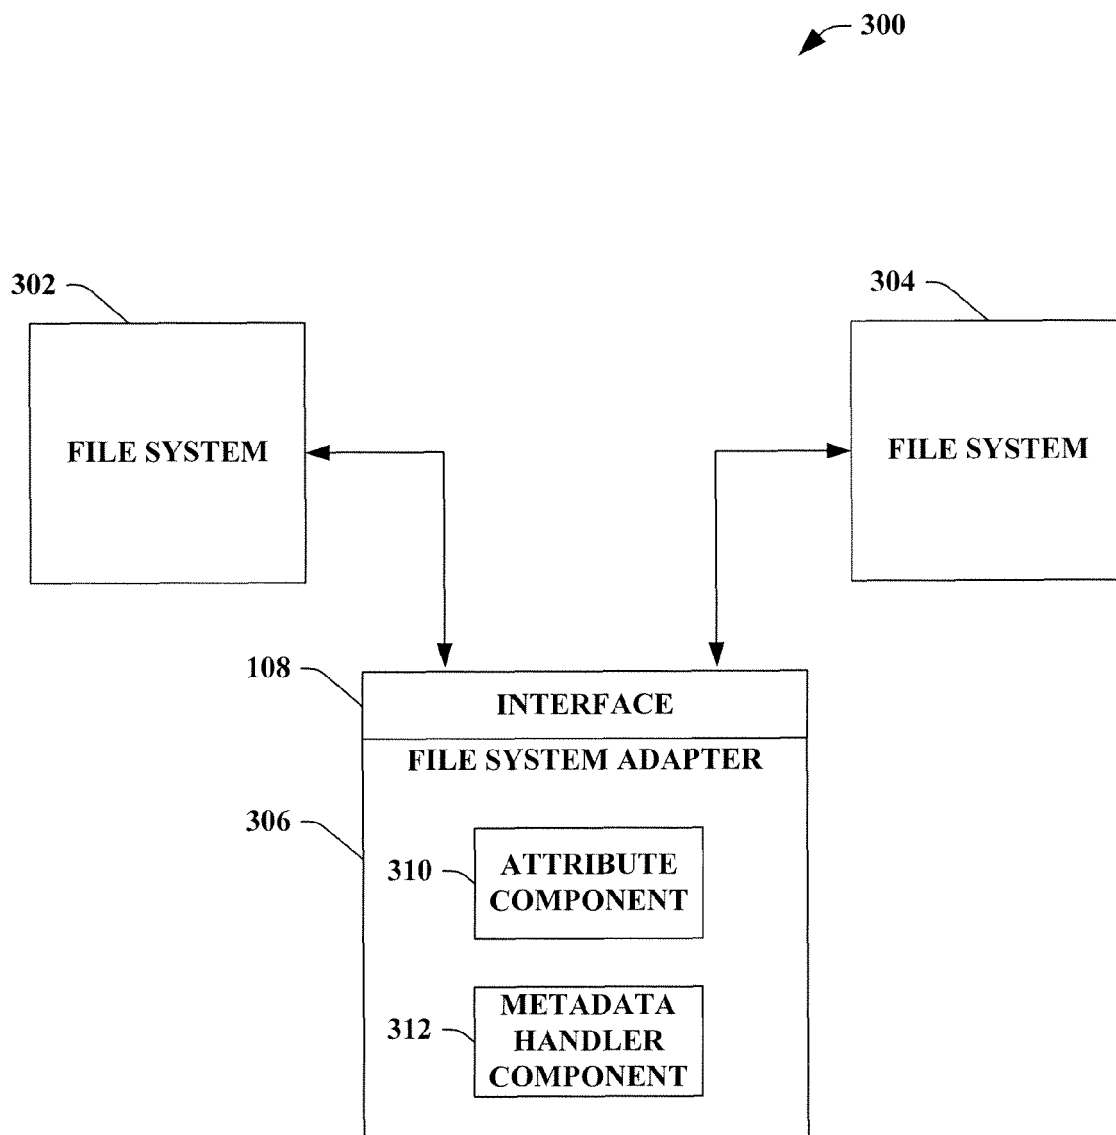 300
302
304
FILE SYSTEM
FILE SYSTEM
108
INTERFACE
FILE SYSTEM ADAPTER
306
310
ATTRIBUTE
COMPONENT
312
METADATA
HANDLER
COMPONENT